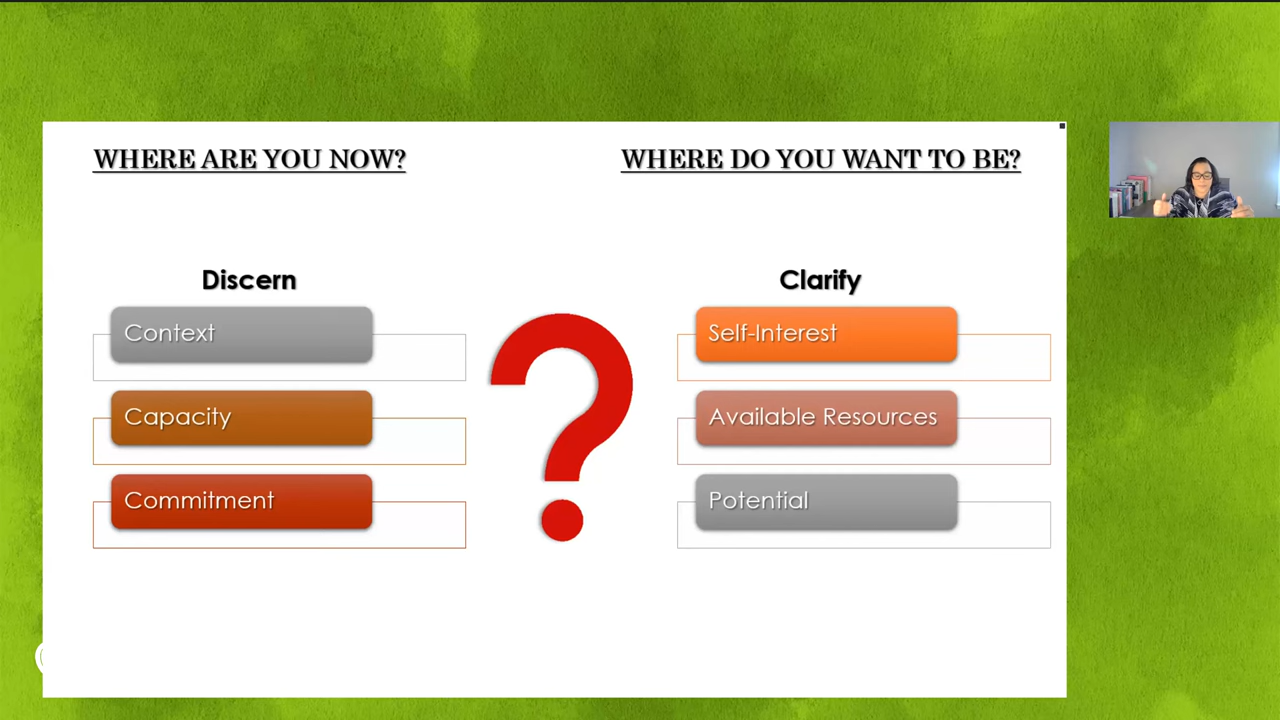 WHERE ARE YOU NOW?
WHERE DO YOU WANT TO BE?
Discern
Context
Capacity
Commitment
?
Clarify
Self-Interest
Available Resources
Potential